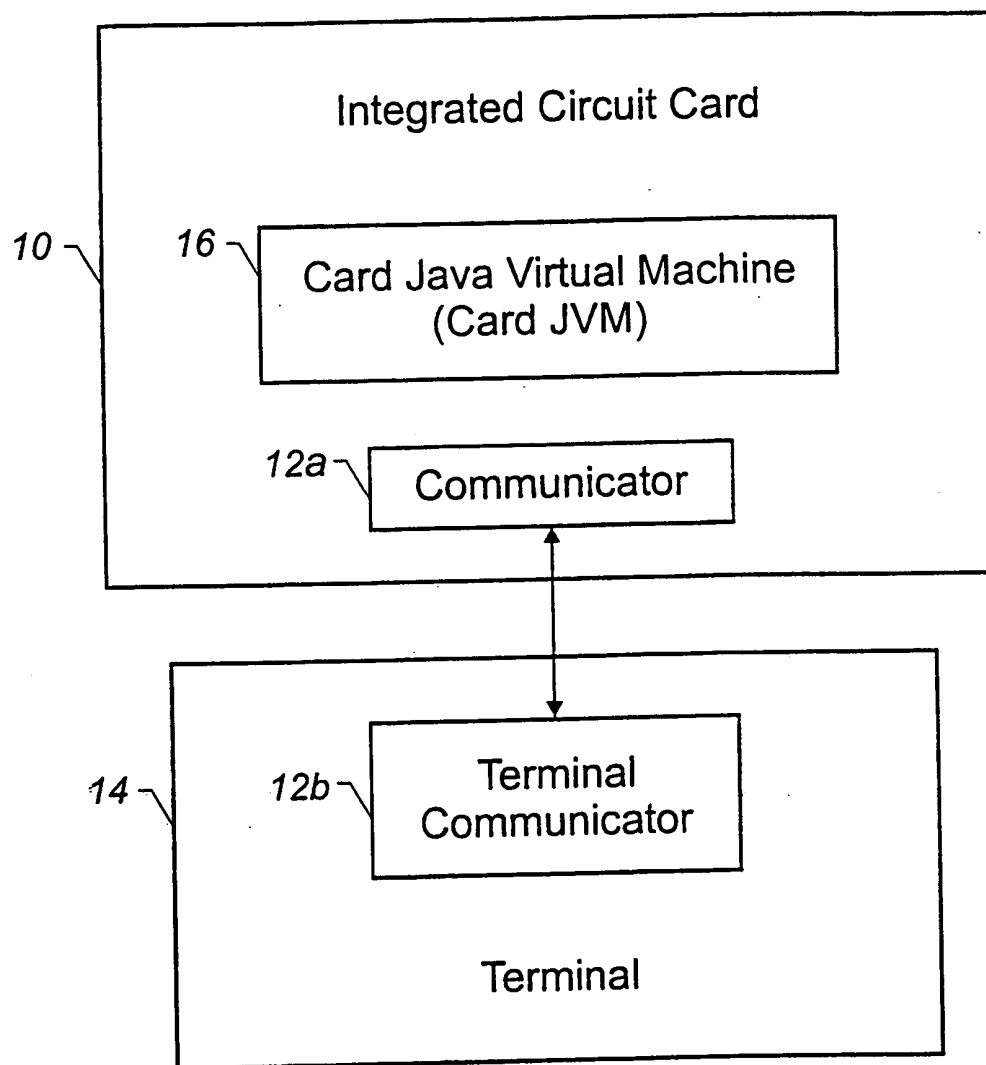 Integrated Circuit Card
10
16
Card Java Virtual Machine
(Card JVM)
12a
Communicator
14
12b
Terminal
Communicator
Terminal